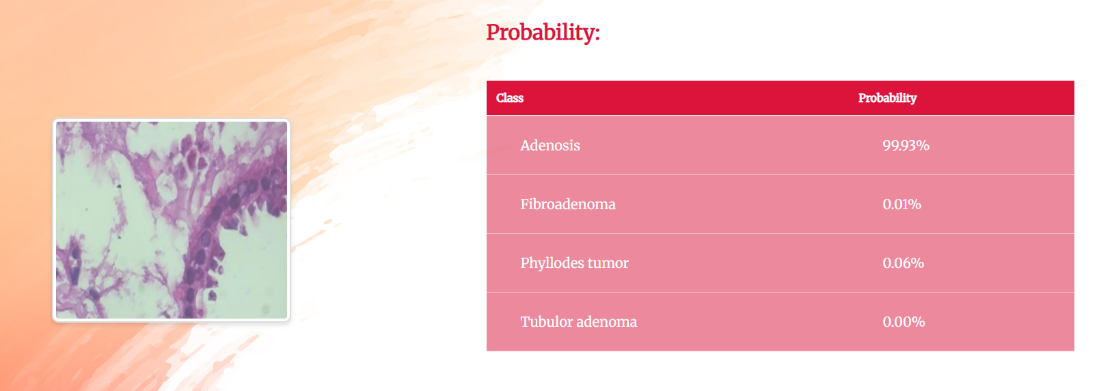 Probability:
Class Probability
Adenosis 99.93%
Fibroadenoma 0.01%
Phyllodes tumor 0.06%
Tubulor adenoma 0.00%